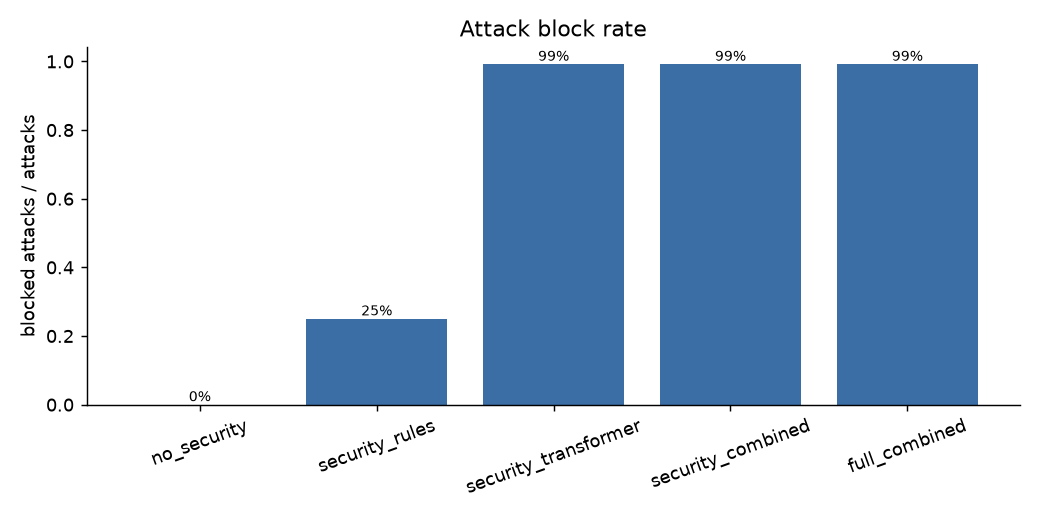 Attack block rate
blocked attacks / attacks
1.0
0.8
0.6
0.4
0.2
0.0
0%
25%
99%
99%
99%
no_security
security_rules
security_transformer
security_combined
full_combined